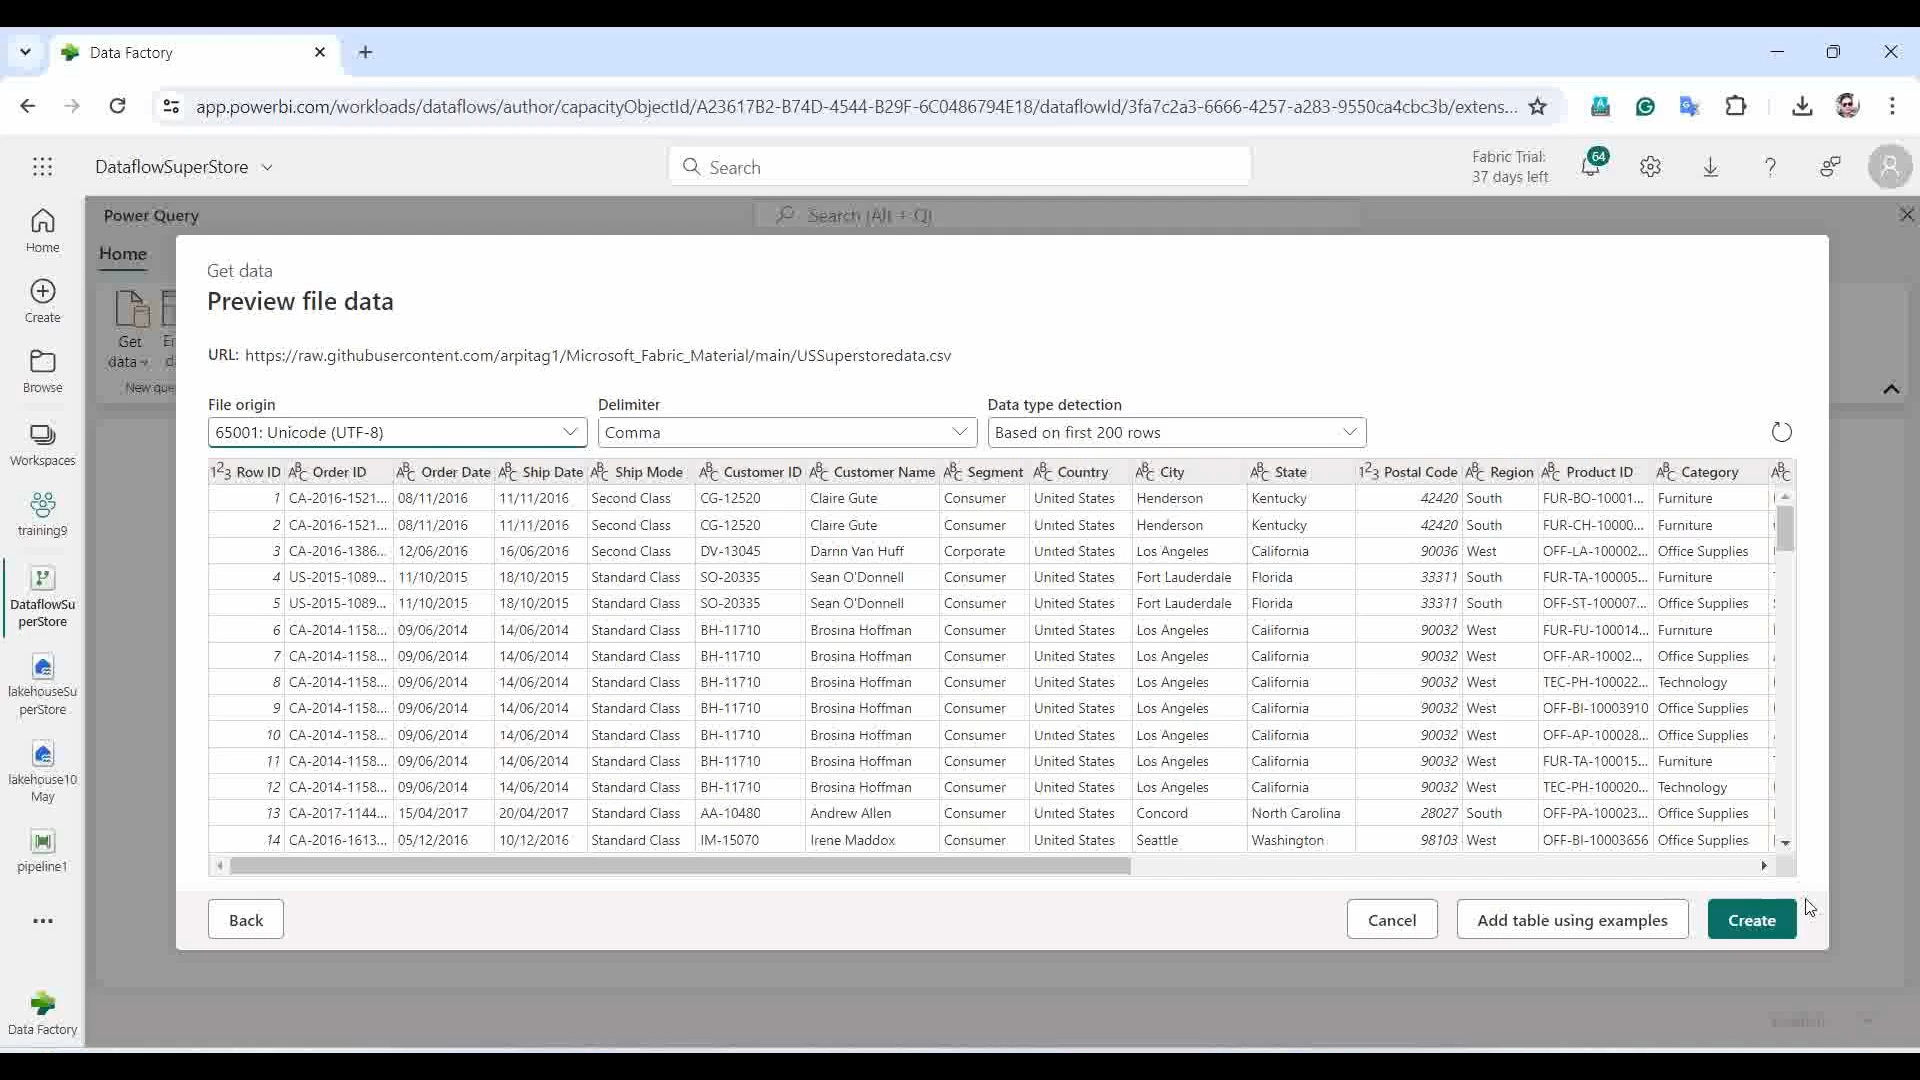 Data Factory
app.powerbi.com/workloads/dataflows/author/capacityObjectId/A23617B2-B74D-4544-B29F-6C0486794E18/dataflowId/3fa7c2a3-6666-4257-a283-9550ca4cbc3b/extens...
DataflowSuperStore
Search
Fabric Trial:
37 days left
64
Power Query
Search (Alt + Q)
Home
Create
Browse
Workspaces
training9
DataflowSu
perStore
lakehouseSu
perStore
lakehouse10
May
pipeline1
Data Factory
Home
Get
data
New que
Get data
Preview file data
URL: https://raw.githubusercontent.com/arpitag1/Microsoft_Fabric_Material/main/USSuperstoredata.csv
File origin Delimiter Data type detection
65001: Unicode (UTF-8) Comma Based on first 200 rows
Row ID Order ID Order Date Ship Date Ship Mode Customer ID Customer Name Segment Country City State Postal Code Region Product ID Category
1 CA-2016-1521... 08/11/2016 11/11/2016 Second Class CG-12520 Claire Gute Consumer United States Henderson Kentucky 42420 South FUR-BO-10001... Furniture
2 CA-2016-1521... 08/11/2016 11/11/2016 Second Class CG-12520 Claire Gute Consumer United States Henderson Kentucky 42420 South FUR-CH-10000... Furniture
3 CA-2016-1386... 12/06/2016 16/06/2016 Second Class DV-13045 Darrin Van Huff Corporate United States Los Angeles California 90036 West OFF-LA-100002... Office Supplies
4 US-2015-1089... 11/10/2015 18/10/2015 Standard Class SO-20335 Sean O'Donnell Consumer United States Fort Lauderdale Florida 33311 South FUR-TA-100005... Furniture
5 US-2015-1089... 11/10/2015 18/10/2015 Standard Class SO-20335 Sean O'Donnell Consumer United States Fort Lauderdale Florida 33311 South OFF-ST-100007... Office Supplies
6 CA-2014-1158... 09/06/2014 14/06/2014 Standard Class BH-11710 Brosina Hoffman Consumer United States Los Angeles California 90032 West FUR-FU-100014... Furniture
7 CA-2014-1158... 09/06/2014 14/06/2014 Standard Class BH-11710 Brosina Hoffman Consumer United States Los Angeles California 90032 West OFF-AR-10002... Office Supplies
8 CA-2014-1158... 09/06/2014 14/06/2014 Standard Class BH-11710 Brosina Hoffman Consumer United States Los Angeles California 90032 West TEC-PH-100022... Technology
9 CA-2014-1158... 09/06/2014 14/06/2014 Standard Class BH-11710 Brosina Hoffman Consumer United States Los Angeles California 90032 West OFF-BI-10003910 Office Supplies
10 CA-2014-1158... 09/06/2014 14/06/2014 Standard Class BH-11710 Brosina Hoffman Consumer United States Los Angeles California 90032 West OFF-AP-100028... Office Supplies
11 CA-2014-1158... 09/06/2014 14/06/2014 Standard Class BH-11710 Brosina Hoffman Consumer United States Los Angeles California 90032 West FUR-TA-100015... Furniture
12 CA-2014-1158... 09/06/2014 14/06/2014 Standard Class BH-11710 Brosina Hoffman Consumer United States Los Angeles California 90032 West TEC-PH-100020... Technology
13 CA-2017-1144... 15/04/2017 20/04/2017 Standard Class AA-10480 Andrew Allen Consumer United States Concord North Carolina 28027 South OFF-PA-100023... Office Supplies
14 CA-2016-1613... 05/12/2016 10/12/2016 Standard Class IM-15070 Irene Maddox Consumer United States Seattle Washington 98103 West OFF-BI-10003656 Office Supplies
Back Cancel Add table using examples Create